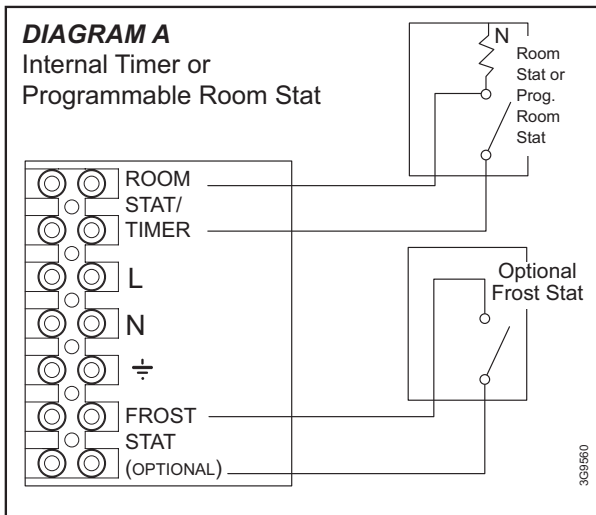 DIAGRAM A
Internal Timer or
Programmable Room Stat
N
Room
Stat or
Prog.
Room
Stat
ROOM
STAT/
TIMER
L
N
FROST
STAT
(OPTIONAL)
Optional
Frost Stat
3G9560